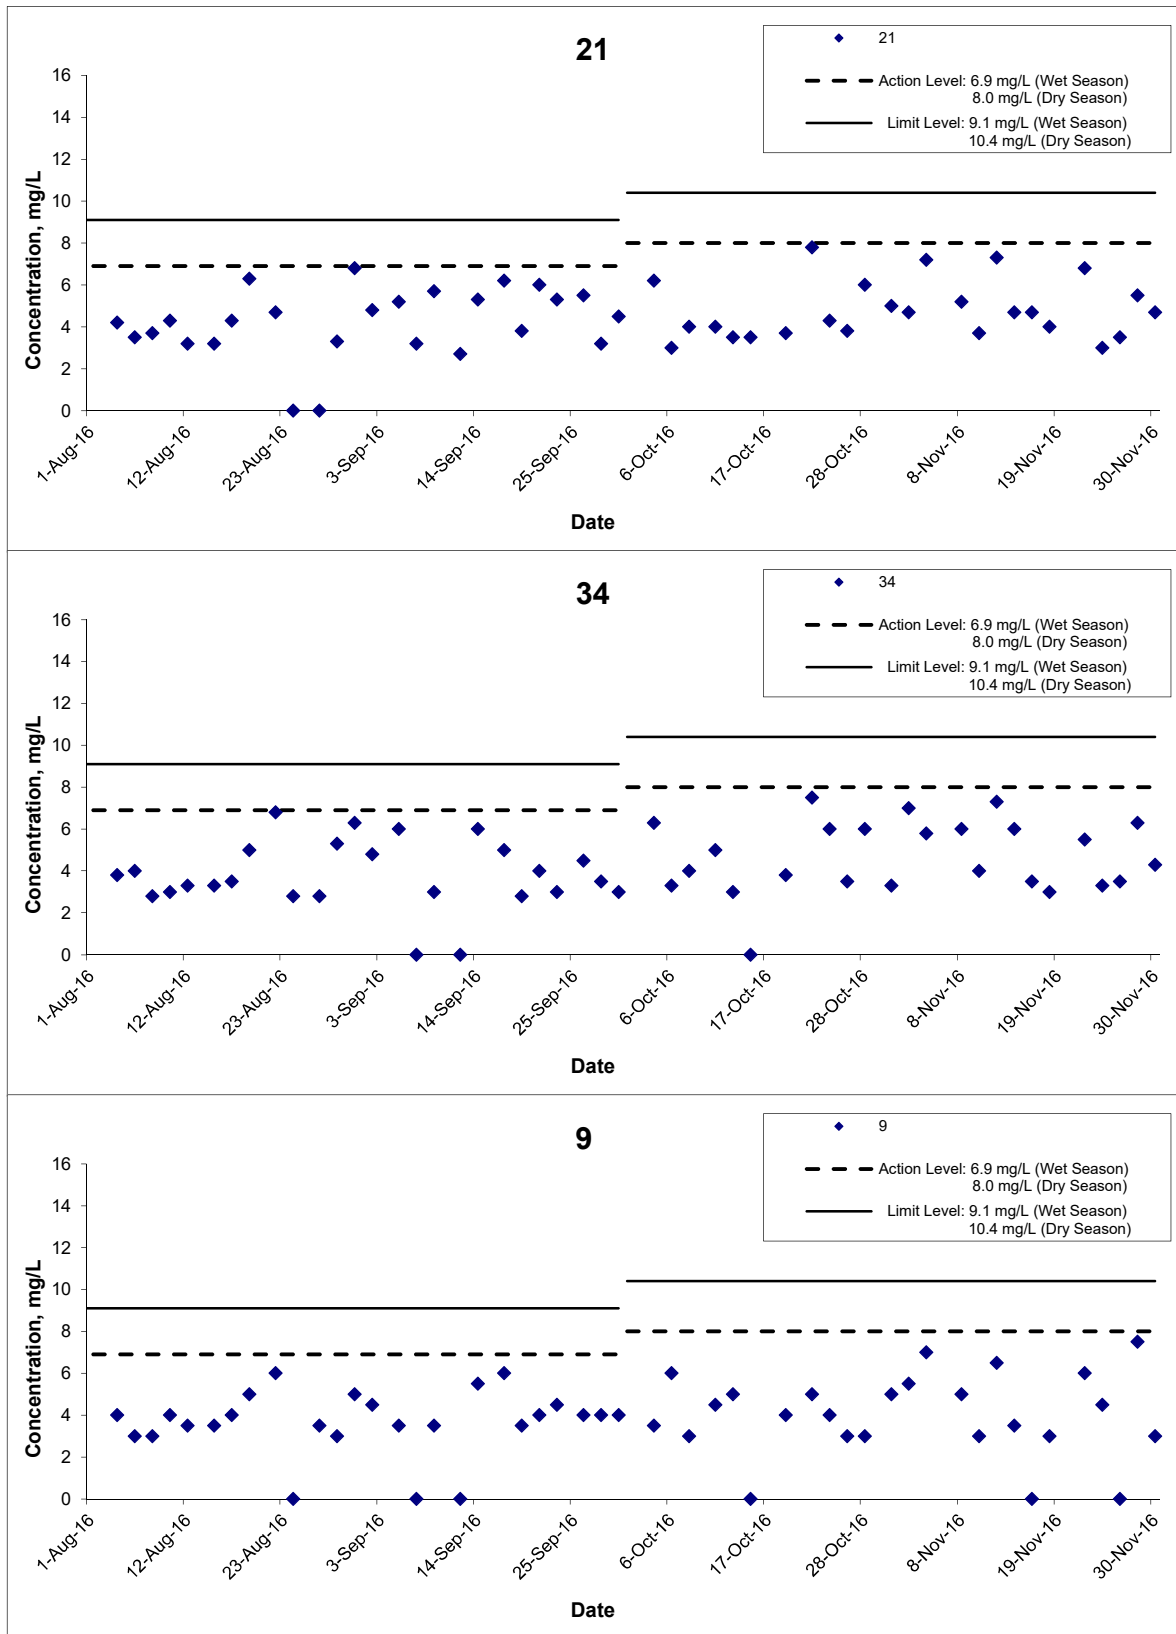 21
21
Action Level: 6.9 mg/L (Wet Season)
8.0 mg/L (Dry Season)
Limit Level: 9.1 mg/L (Wet Season)
10.4 mg/L (Dry Season)
Concentration, mg/L
16
14
12
10
8
6
4
2
0
1-Aug-16
12-Aug-16
23-Aug-16
3-Sep-16
14-Sep-16
25-Sep-16
6-Oct-16
17-Oct-16
28-Oct-16
8-Nov-16
19-Nov-16
30-Nov-16
Date
34
34
Action Level: 6.9 mg/L (Wet Season)
8.0 mg/L (Dry Season)
Limit Level: 9.1 mg/L (Wet Season)
10.4 mg/L (Dry Season)
Concentration, mg/L
16
14
12
10
8
6
4
2
0
1-Aug-16
12-Aug-16
23-Aug-16
3-Sep-16
14-Sep-16
25-Sep-16
6-Oct-16
17-Oct-16
28-Oct-16
8-Nov-16
19-Nov-16
30-Nov-16
Date
9
9
Action Level: 6.9 mg/L (Wet Season)
8.0 mg/L (Dry Season)
Limit Level: 9.1 mg/L (Wet Season)
10.4 mg/L (Dry Season)
Concentration, mg/L
16
14
12
10
8
6
4
2
0
1-Aug-16
12-Aug-16
23-Aug-16
3-Sep-16
14-Sep-16
25-Sep-16
6-Oct-16
17-Oct-16
28-Oct-16
8-Nov-16
19-Nov-16
30-Nov-16
Date